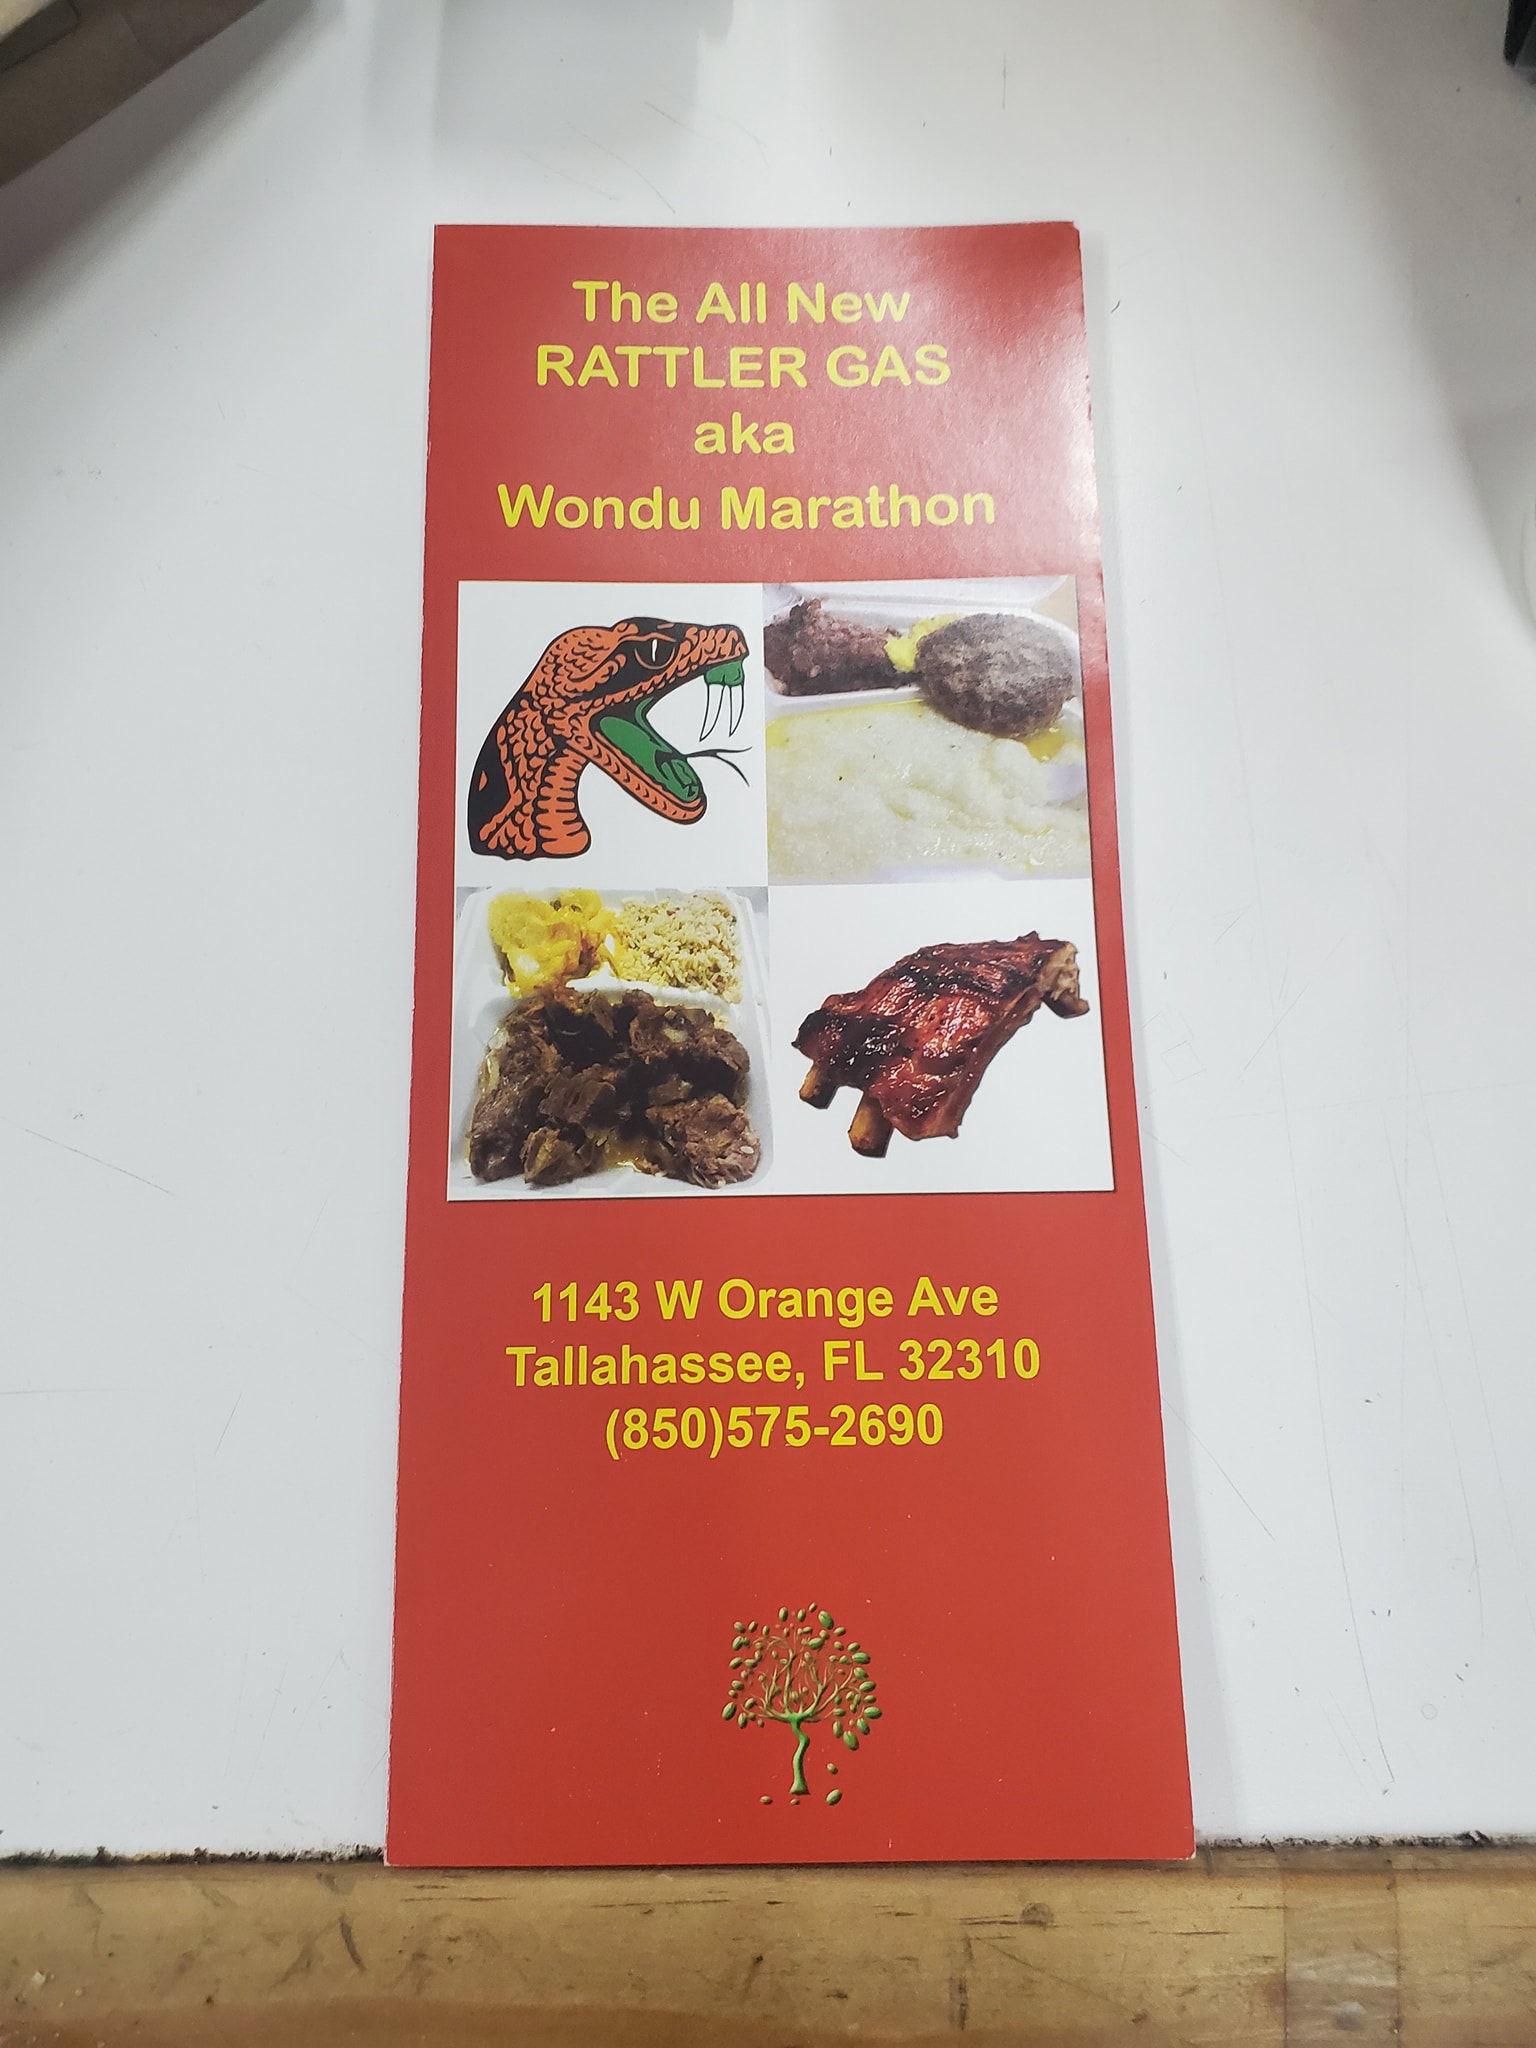 The All New
RATTLER GAS
aka
Wondu Marathon
1143 W Orange Ave
Tallahassee, FL 32310
(850)575-2690